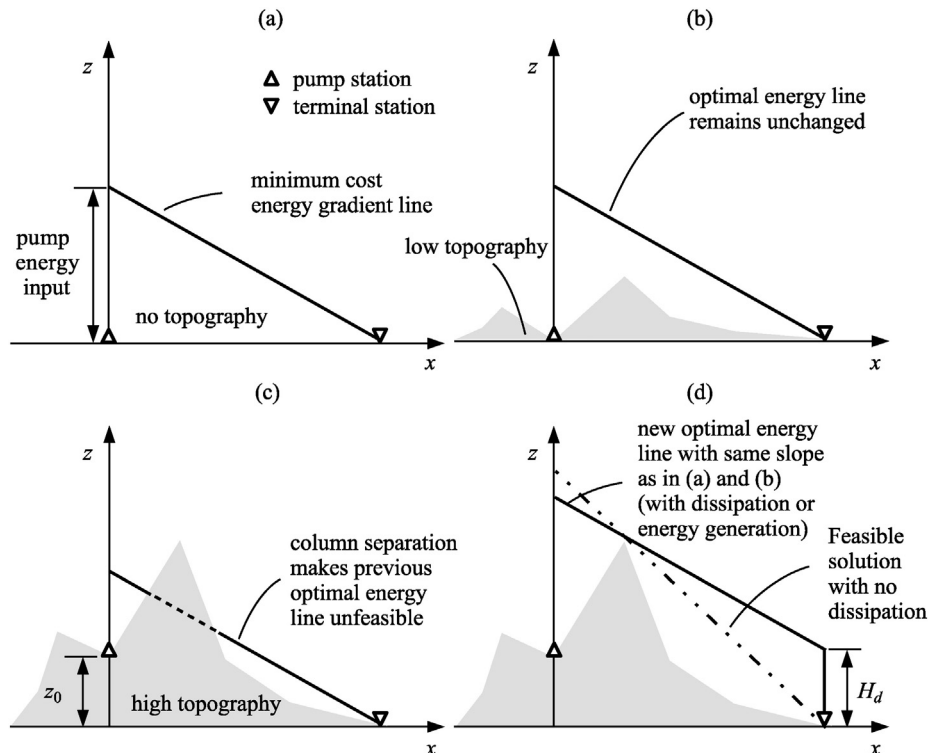 (a)
z
pump station
terminal station
minimum cost
energy gradient line
pump
energy
input
no topography
x
(b)
z
optimal energy line
remains unchanged
low topography
x
(c)
z
column separation
makes previous
optimal energy
line unfeasible
z0
high topography
x
(d)
z
new optimal energy
line with same slope
as in (a) and (b)
(with dissipation or
energy generation)
Feasible
solution
with no
dissipation
Hd
x